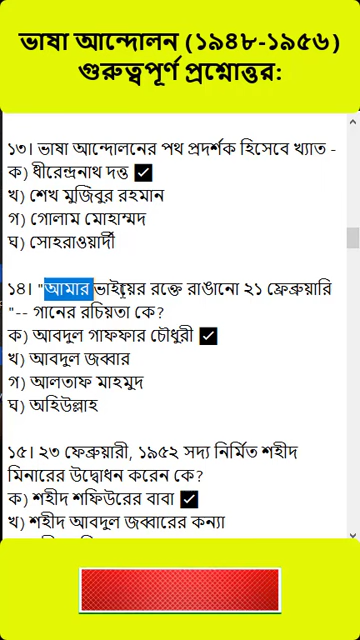 ভাষা আন্দোলন (১৯৪৮-১৯৫৬)
গুরুত্বপূর্ণ প্রশ্নোত্তর:
১৩। ভাষা আন্দোলনের পথ প্রদর্শক হিসেবে খ্যাত -
ক) ধীরেন্দ্রনাথ দত্ত ✔
খ) শেখ মুজিবুর রহমান
গ) গোলাম মোহাম্মদ
ঘ) সোহরাওয়ার্দী
১৪। "আমার ভাইয়ের রক্তে রাঙানো ২১ ফ্রেব্রুয়ারি
"-- গানের রচিয়তা কে?
ক) আবদুল গাফফার চৌধুরী ✔
খ) আবদুল জব্বার
গ) আলতাফ মাহমুদ
ঘ) অহিউল্লাহ
১৫। ২৩ ফেব্রুয়ারী, ১৯৫২ সদ্য নির্মিত শহীদ
মিনারের উদ্বোধন করেন কে?
ক) শহীদ শফিউরের বাবা ✔
খ) শহীদ আবদুল জব্বারের কন্যা